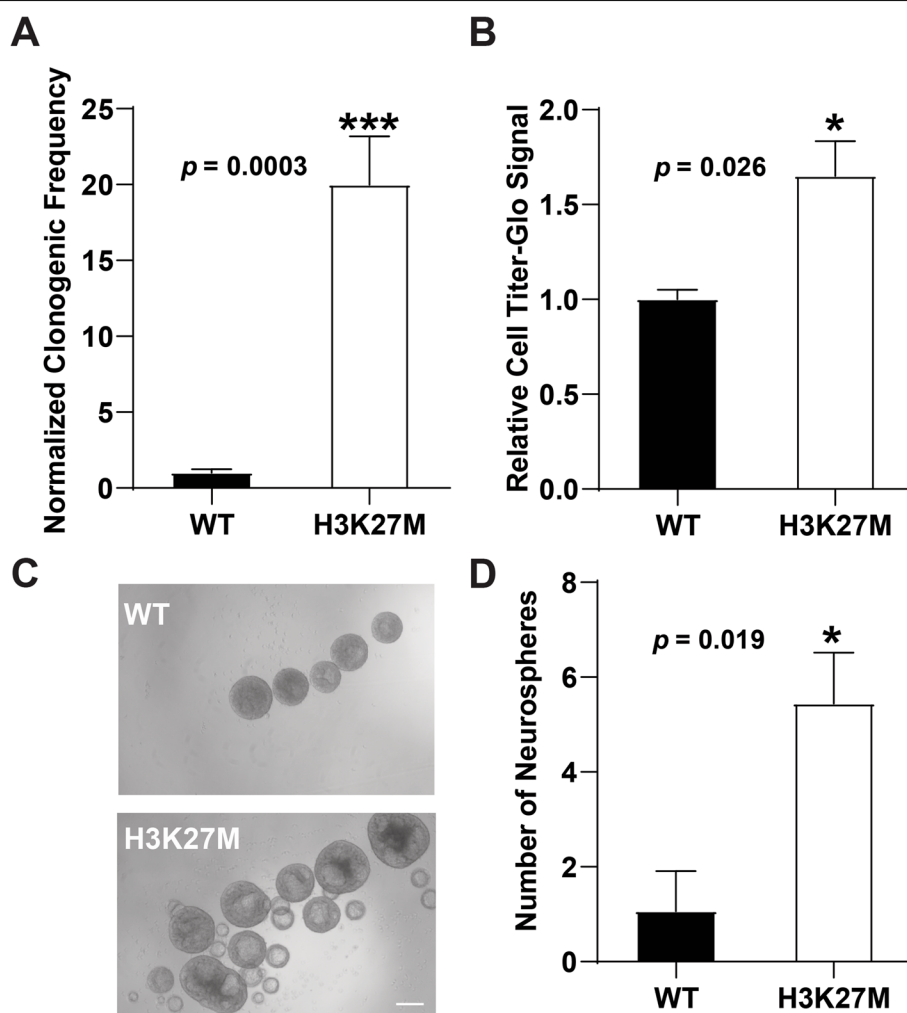 A
Normalized Clonogenic Frequency
25
20
15
10
5
0
p = 0.0003
***
WT
H3K27M
B
Relative Cell Titer-Glo Signal
2.0
1.5
1.0
0.5
0.0
p = 0.026
*
WT
H3K27M
C
WT
H3K27M
D
Number of Neurospheres
8
6
4
2
0
p = 0.019
*
WT
H3K27M